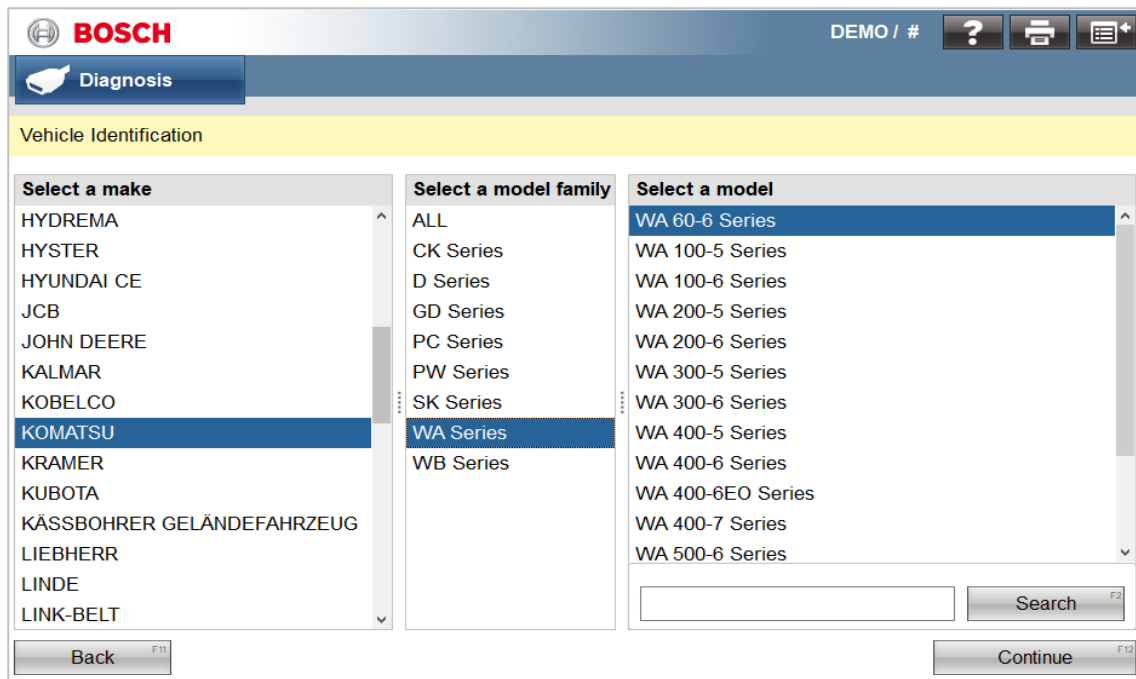 BOSCH
DEMO / #
?
Diagnosis
Vehicle Identification
Select a make
HYDREMA
HYSTER
HYUNDAI CE
JCB
JOHN DEERE
KALMAR
KOBELCO
KOMATSU
KRAMER
KUBOTA
KÄSSBOHRER GELÄNDEFAHRZEUG
LIEBHERR
LINDE
LINK-BELT
Select a model family
ALL
CK Series
D Series
GD Series
PC Series
PW Series
SK Series
WA Series
WB Series
Select a model
WA 60-6 Series
WA 100-5 Series
WA 100-6 Series
WA 200-5 Series
WA 200-6 Series
WA 300-5 Series
WA 300-6 Series
WA 400-5 Series
WA 400-6 Series
WA 400-6EO Series
WA 400-7 Series
WA 500-6 Series
Search F2
Back F11
Continue F12